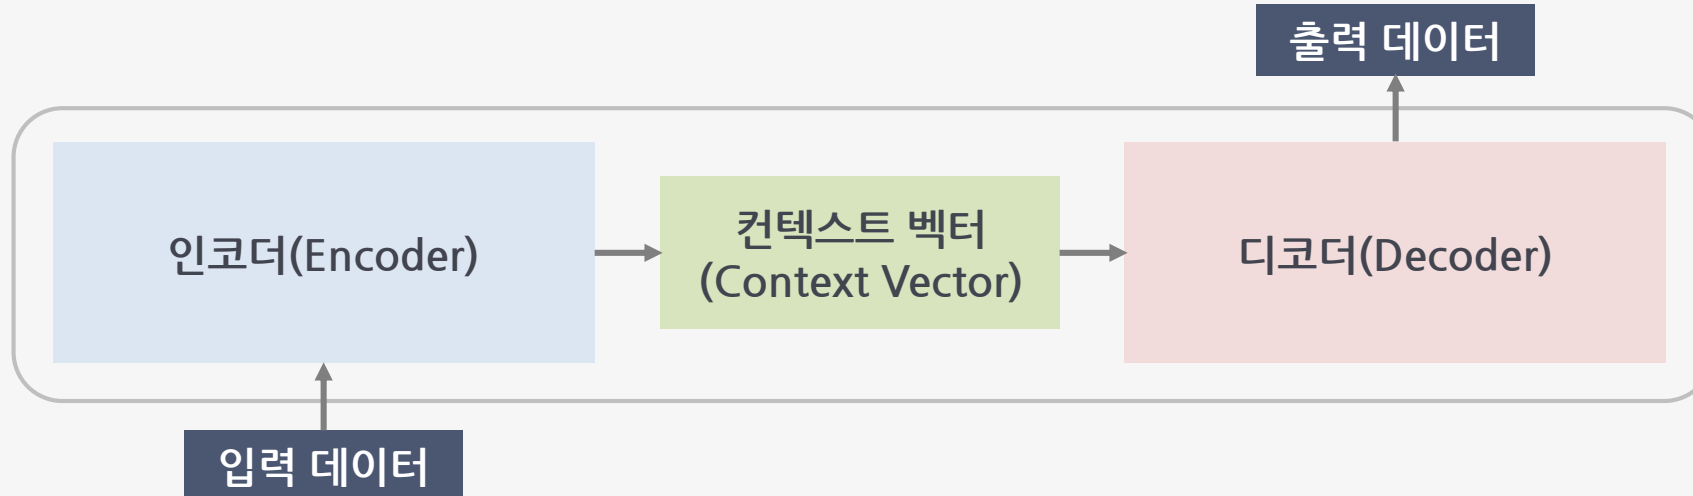 출력 데이터
인코더(Encoder)
컨텍스트 벡터
(Context Vector)
디코더(Decoder)
입력 데이터